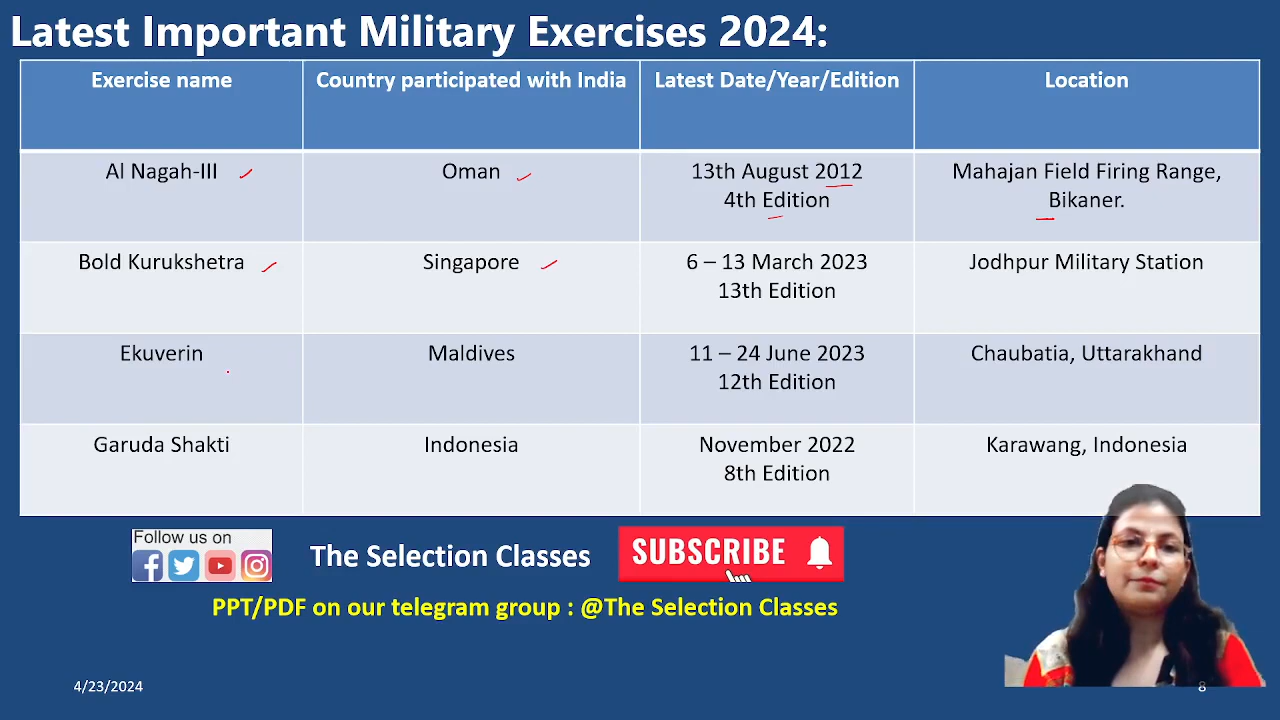 Latest Important Military Exercises 2024:
Exercise name
Country participated with India
Latest Date/Year/Edition
Location
Al Nagah-III
Oman
13th August 2012
4th Edition
Mahajan Field Firing Range,
Bikaner.
Bold Kurukshetra
Singapore
6 – 13 March 2023
13th Edition
Jodhpur Military Station
Ekuverin
Maldives
11 – 24 June 2023
12th Edition
Chaubatia, Uttarakhand
Garuda Shakti
Indonesia
November 2022
8th Edition
Karawang, Indonesia
Follow us on
The Selection Classes
SUBSCRIBE
PPT/PDF on our telegram group : @The Selection Classes
4/23/2024
8